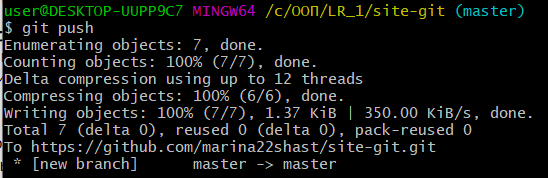 user@DESKTOP-UUPP9C7 MINGW64 /c/ООП/LR_1/site-git (master)
$ git push
Enumerating objects: 7, done.
Counting objects: 100% (7/7), done.
Delta compression using up to 12 threads
Compressing objects: 100% (6/6), done.
Writing objects: 100% (7/7), 1.37 KiB | 350.00 KiB/s, done.
Total 7 (delta 0), reused 0 (delta 0), pack-reused 0
To https://github.com/marina22shast/site-git.git
 * [new branch]      master -> master